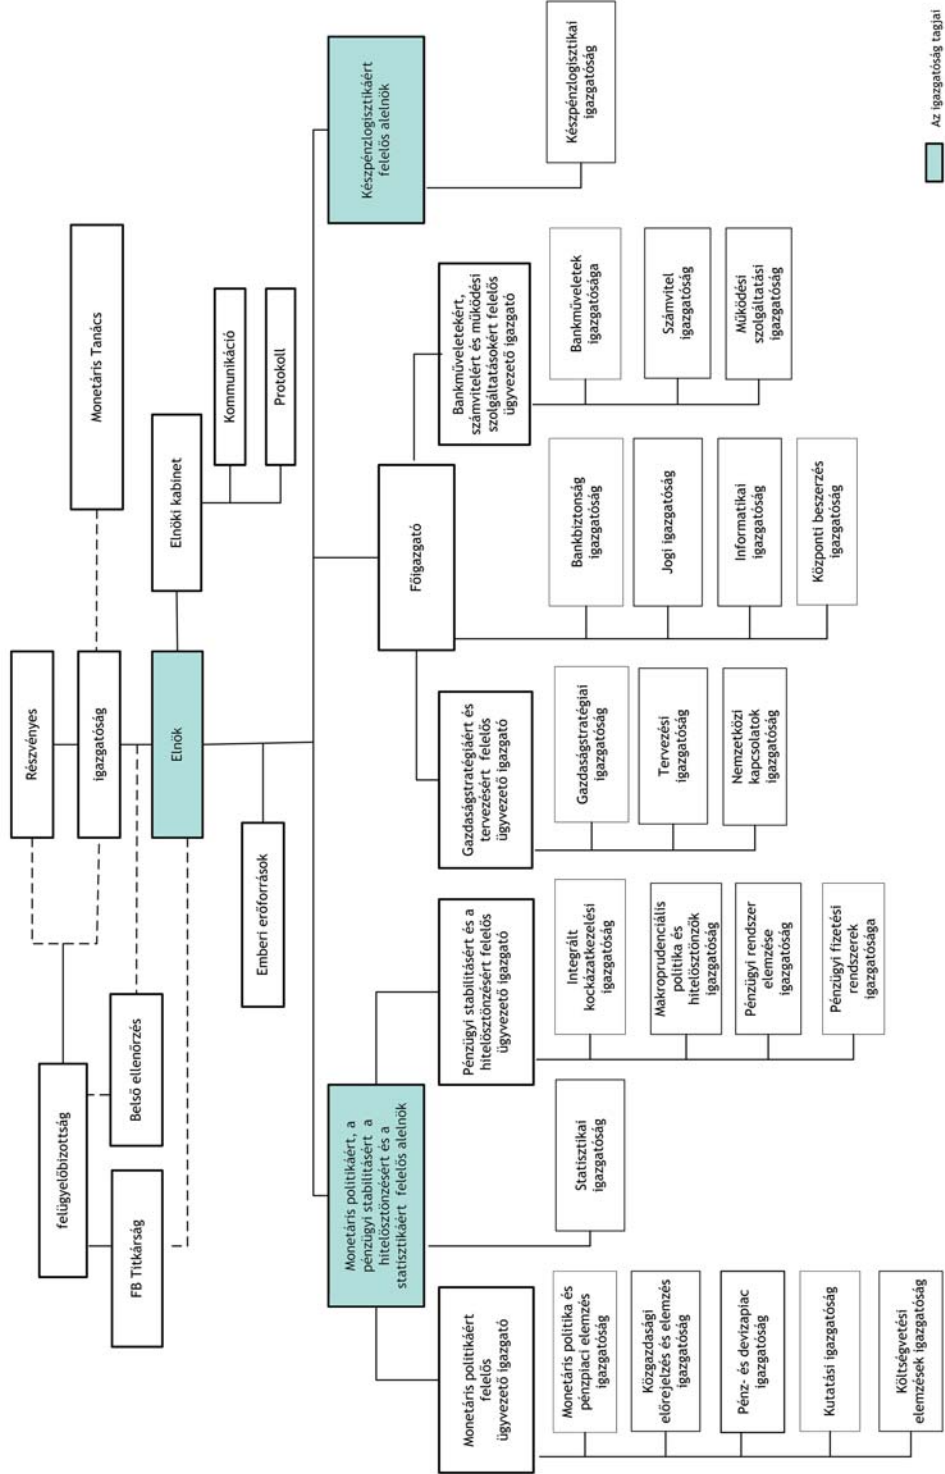 Részvényes
igazgatóság
Monetáris Tanács
Elnök
Elnöki kabinet
Kommunikáció
Protokoll
felügyelőbizottság
FB Titkárság
Belső ellenőrzés
Emberi erőforrások
Monetáris politikáért, a
pénzügyi stabilitásért a
hitelösztönzésért és a
statisztikáért felelős alelnök
Főigazgató
Készpénzlogisztikáért
felelős alelnök
Monetáris politikáért
felelős
ügyvezető igazgató
Pénzügyi stabilitásért és a
hitelösztönzésért felelős
ügyvezető igazgató
Gazdaságstratégiáért és
tervezésért felelős
ügyvezető igazgató
Bankműveletekért,
számvitelért és működési
szolgáltatásokért felelős
ügyvezető igazgató
Monetáris politika és
pénzpiaci elemzés
igazgatóság
Közgazdasági
előrejelzés és elemzés
igazgatóság
Pénz- és devizapiac
igazgatóság
Kutatási igazgatóság
Költségvetési
elemzések igazgatóság
Statisztikai
igazgatóság
Integrált
kockázatkezelési
igazgatóság
Makroprudenciális
politika és
hitelösztönzők
igazgatóság
Pénzügyi rendszer
elemzése
igazgatóság
Pénzügyi fizetési
rendszerek
igazgatósága
Gazdaságstratégiai
igazgatóság
Tervezési
igazgatóság
Nemzetközi
kapcsolatok
igazgatóság
Bankbiztonság
igazgatóság
Jogi igazgatóság
Informatikai
igazgatóság
Központi beszerzés
igazgatóság
Bankműveletek
igazgatósága
Számvitel
igazgatóság
Működési
szolgáltatási
igazgatóság
Készpénzlogisztikai
igazgatóság
Az igazgatóság tagjai